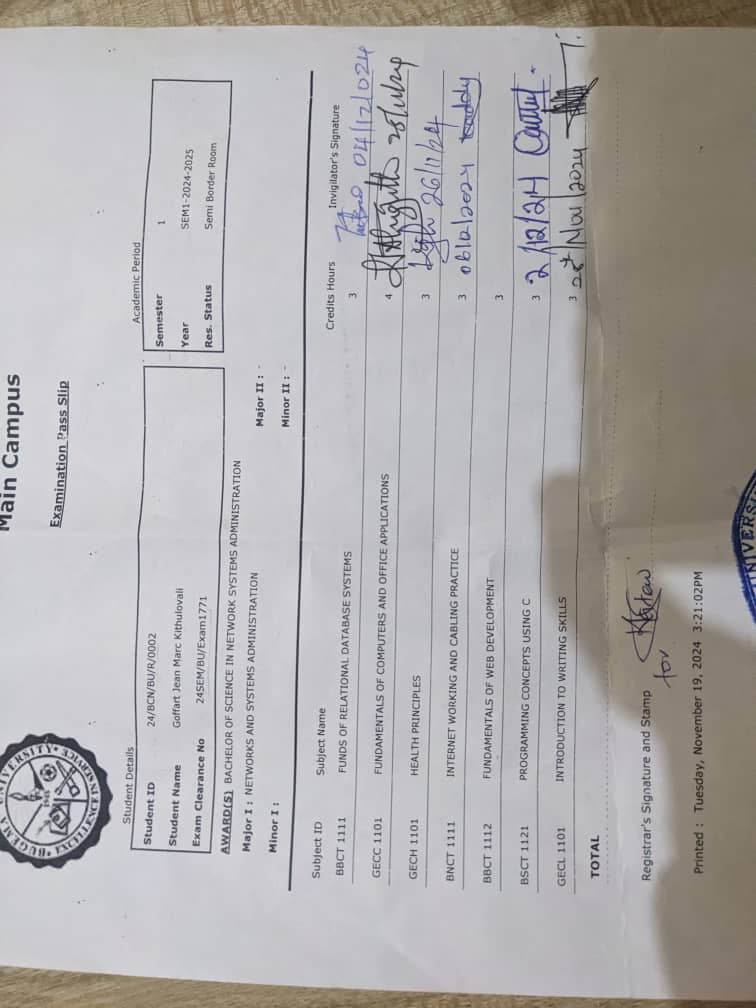 BUGEMA UNIVERSITY
EXCELLENCE IN SERVICE
1948
Main Campus
Examination Pass Slip
Student Details
Student ID 24/BCN/BU/R/0002
Student Name Goffart Jean Marc Kithulovali
Exam Clearance No 24SEM/BU/Exam1771
Academic Period
Semester 1
Year SEM1-2024-2025
Res. Status Semi Border Room
AWARD(S) BACHELOR OF SCIENCE IN NETWORK SYSTEMS ADMINISTRATION
Major I : NETWORKS AND SYSTEMS ADMINISTRATION Major II : -
Minor I : Minor II : -
Subject ID Subject Name Credits Hours Invigilator's Signature
BBCT 1111 FUNDS OF RELATIONAL DATABASE SYSTEMS 3 04/12/2024
GECC 1101 FUNDAMENTALS OF COMPUTERS AND OFFICE APPLICATIONS 4
GECH 1101 HEALTH PRINCIPLES 3 26/11/24
BNCT 1111 INTERNET WORKING AND CABLING PRACTICE 3 06/12/2024
BBCT 1112 FUNDAMENTALS OF WEB DEVELOPMENT 3
BSCT 1121 PROGRAMMING CONCEPTS USING C 3 2/12/24
GECL 1101 INTRODUCTION TO WRITING SKILLS 3 Nov/2024
TOTAL
Registrar's Signature and Stamp
for
Printed : Tuesday, November 19, 2024 3:21:02PM